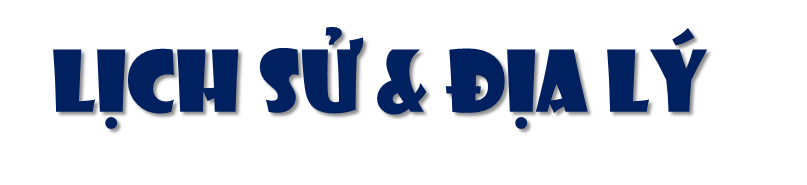 LỊCH SỬ & ĐỊA LÝ